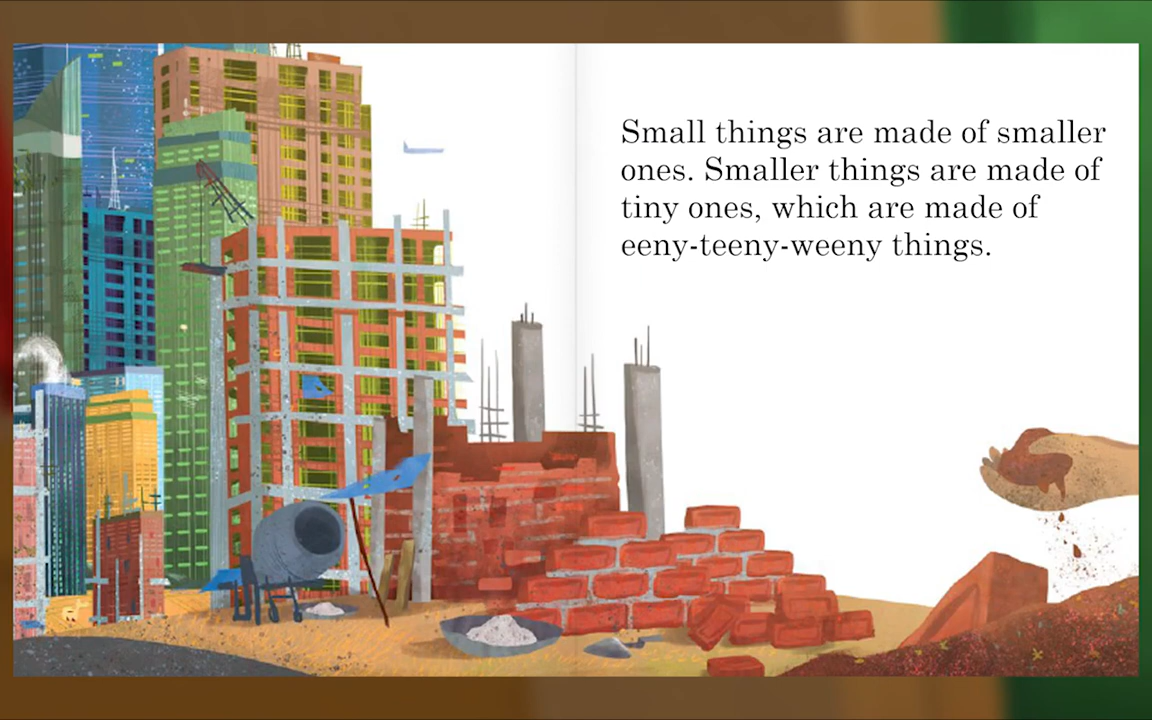 Small things are made of smaller
ones. Smaller things are made of
tiny ones, which are made of
eeny-teeny-weeny things.